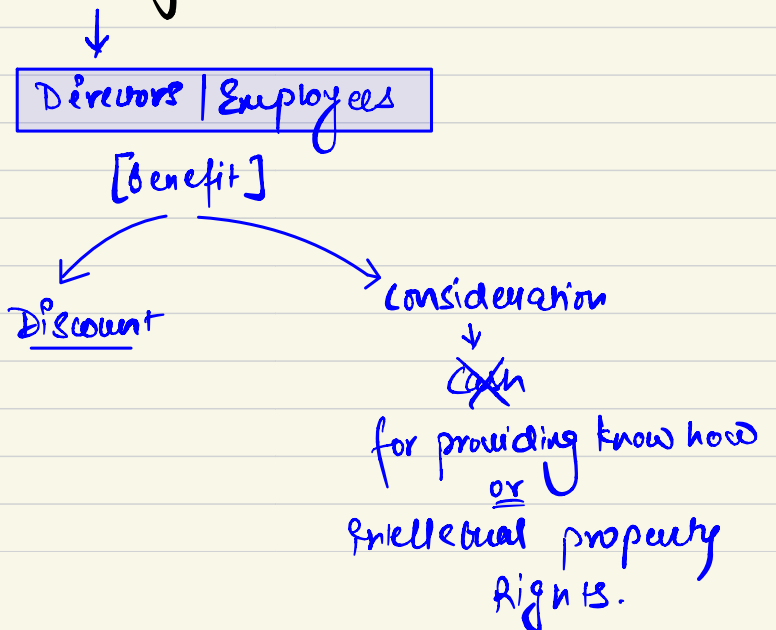 Directors | Employees
[Benefit]
Discount
Consideration
Cash
for providing know how
or
Intellectual property
Rights.